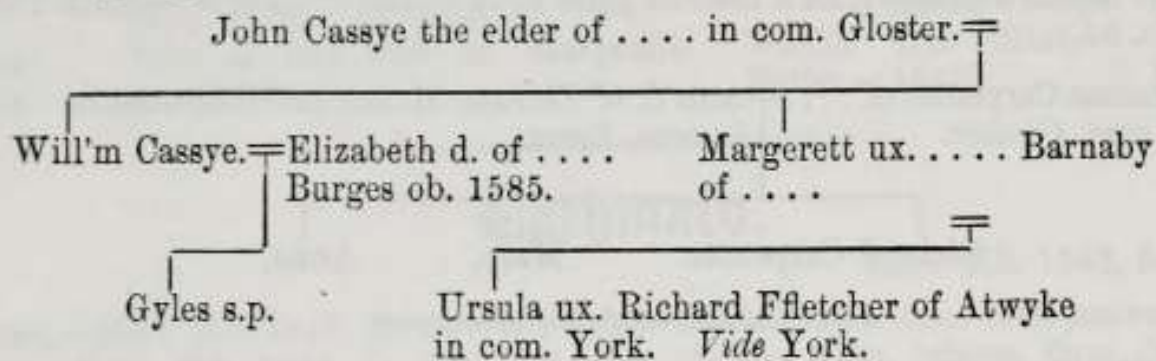 John Cassye the elder of . . . . in com. Gloster.
Will'm Cassye. Elizabeth d. of . . . . Margerett ux. . . . . Barnaby
Burges ob. 1585. of . . . .
Gyles s.p. Ursula ux. Richard Ffletcher of Atwyke
in com. York. Vide York.